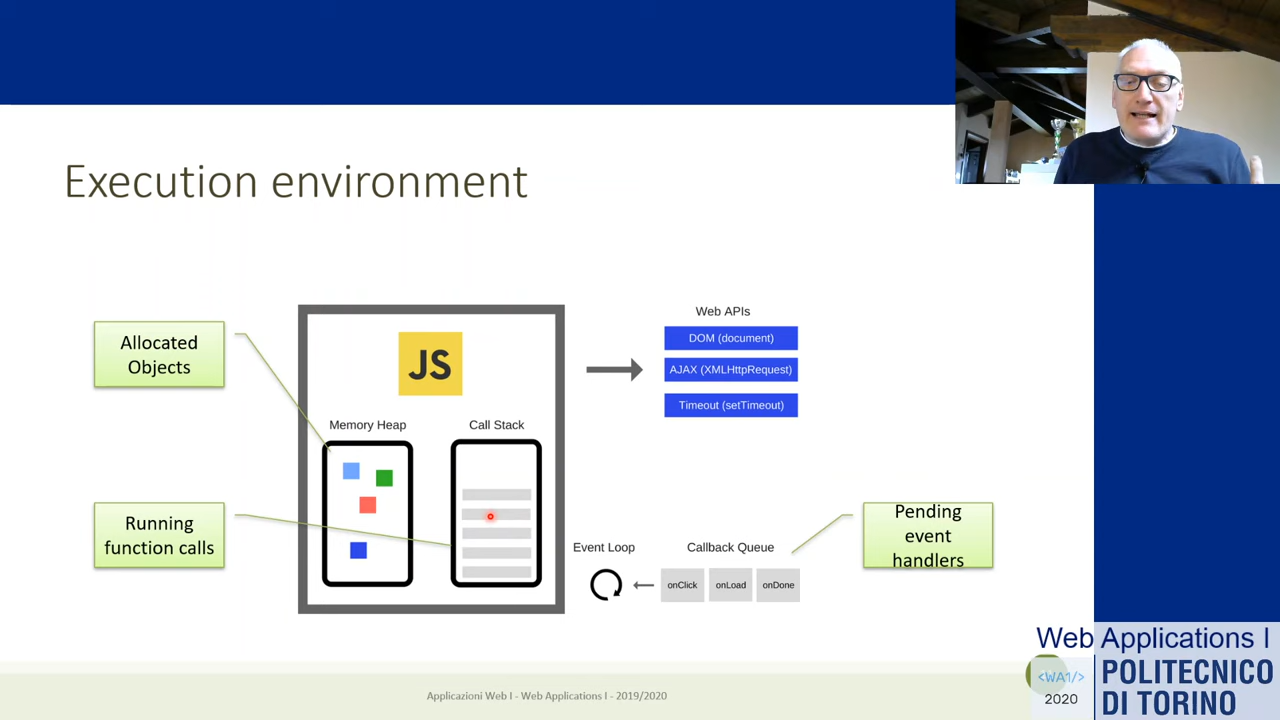 Execution environment
Allocated
Objects
JS
Memory Heap
Call Stack
Web APIs
DOM (document)
AJAX (XMLHttpRequest)
Timeout (setTimeout)
Running
function calls
Event Loop
Callback Queue
onClick
onLoad
onDone
Pending
event
handlers
Applicazioni Web I - Web Applications I - 2019/2020
Web Applications I
<WA1/>
2020
POLITECNICO
DI TORINO